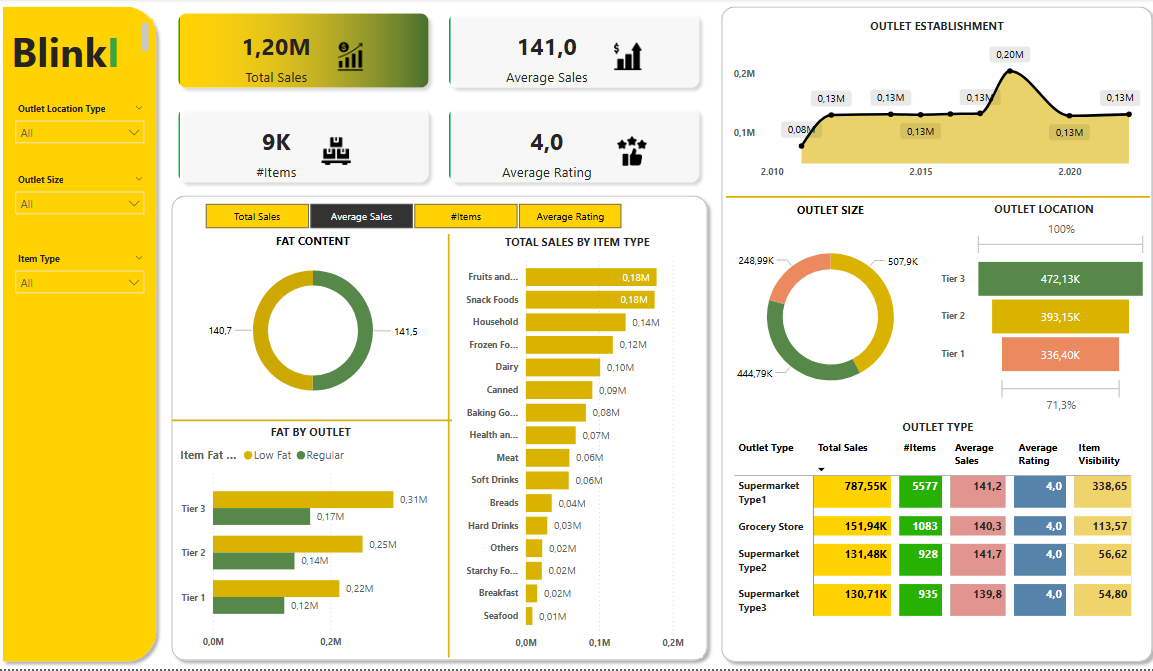 BlinkI
Outlet Location Type
All
Outlet Size
All
Item Type
All
1,20M
Total Sales
141,0
Average Sales
9K
#Items
4,0
Average Rating
Total Sales
Average Sales
#Items
Average Rating
FAT CONTENT
140,7
141,5
FAT BY OUTLET
Item Fat ...
Low Fat
Regular
Tier 3
0,31M
0,17M
Tier 2
0,25M
0,14M
Tier 1
0,22M
0,12M
0,0M
0,2M
TOTAL SALES BY ITEM TYPE
Fruits and...
0,18M
Snack Foods
0,18M
Household
0,14M
Frozen Fo...
0,12M
Dairy
0,10M
Canned
0,09M
Baking Go...
0,08M
Health an...
0,07M
Meat
0,06M
Soft Drinks
0,06M
Breads
0,04M
Hard Drinks
0,03M
Others
0,02M
Starchy Fo...
0,02M
Breakfast
0,02M
Seafood
0,01M
0,0M
0,1M
0,2M
OUTLET ESTABLISHMENT
0,2M
0,1M
0,08M
0,13M
0,13M
0,13M
0,13M
0,20M
0,13M
0,13M
2.010
2.015
2.020
OUTLET SIZE
248,99K
507,9K
444,79K
OUTLET LOCATION
100%
Tier 3
472,13K
Tier 2
393,15K
Tier 1
336,40K
71,3%
OUTLET TYPE
Outlet Type Total Sales #Items Average Sales Average Rating Item Visibility
Supermarket Type1 787,55K 5577 141,2 4,0 338,65
Grocery Store 151,94K 1083 140,3 4,0 113,57
Supermarket Type2 131,48K 928 141,7 4,0 56,62
Supermarket Type3 130,71K 935 139,8 4,0 54,80